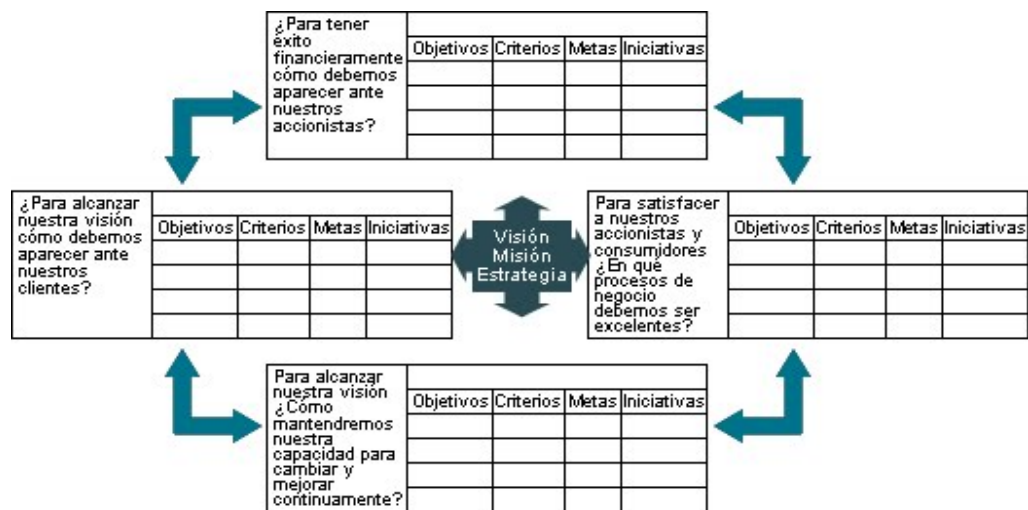 ¿Para tener
éxito
financieramente
cómo debemos
aparecer ante
nuestros
accionistas?
Objetivos Criterios Metas Iniciativas
¿Para alcanzar
nuestra visión
cómo debemos
aparecer ante
nuestros
clientes?
Objetivos Criterios Metas Iniciativas
Visión
Misión
Estrategia
Para satisfacer
a nuestros
accionistas y
consumidores
¿En qué
procesos de
negocio
debemos ser
excelentes?
Objetivos Criterios Metas Iniciativas
Para alcanzar
nuestra visión
¿Cómo
mantendremos
nuestra
capacidad para
cambiar y
mejorar
continuamente?
Objetivos Criterios Metas Iniciativas